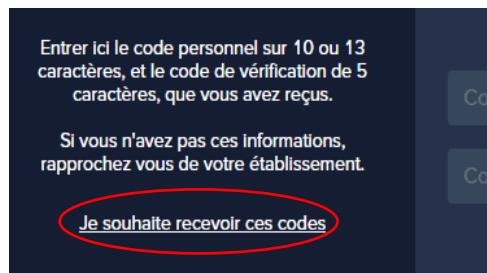 Entrer ici le code personnel sur 10 ou 13
caractères, et le code de vérification de 5
caractères, que vous avez reçus.
Si vous n'avez pas ces informations,
rapprochez vous de votre établissement.
Je souhaite recevoir ces codes
Co
Co